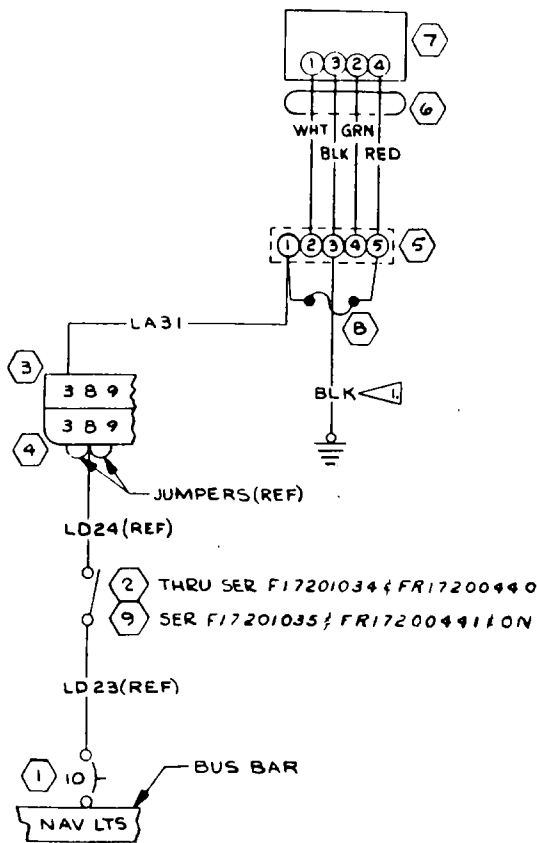 7
1 3 2 4
6
WHT GRN
BLK RED
1 2 3 4 5
5
8
LA31
3
3 8 9
3 8 9
4
BLK 1.
JUMPERS(REF)
LD24(REF)
2 THRU SER F17201034 & FR17200440
9 SER F17201035 & FR17200441 & ON
LD23(REF)
BUS BAR
1 10
NAV LTS